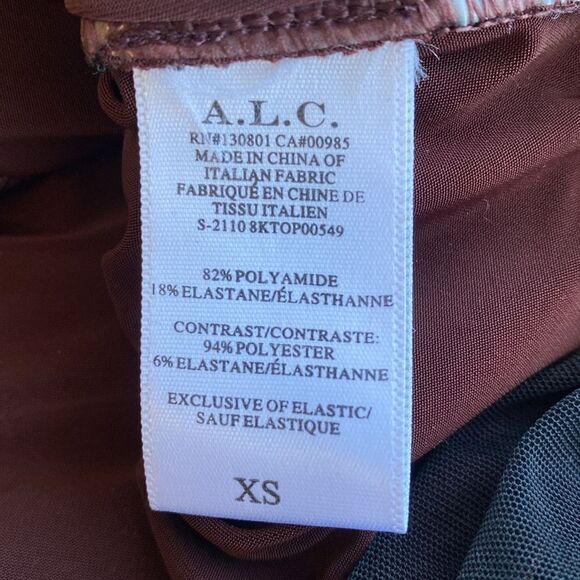 A.L.C.
RN#130801 CA#00985
MADE IN CHINA OF
ITALIAN FABRIC
FABRIQUÉ EN CHINE DE
TISSU ITALIEN
S-2110 8KTOP00549
82% POLYAMIDE
18% ELASTANE/ÉLASTHANNE
CONTRAST/CONTRASTE:
94% POLYESTER
6% ELASTANE/ÉLASTHANNE
EXCLUSIVE OF ELASTIC/
SAUF ELASTIQUE
XS